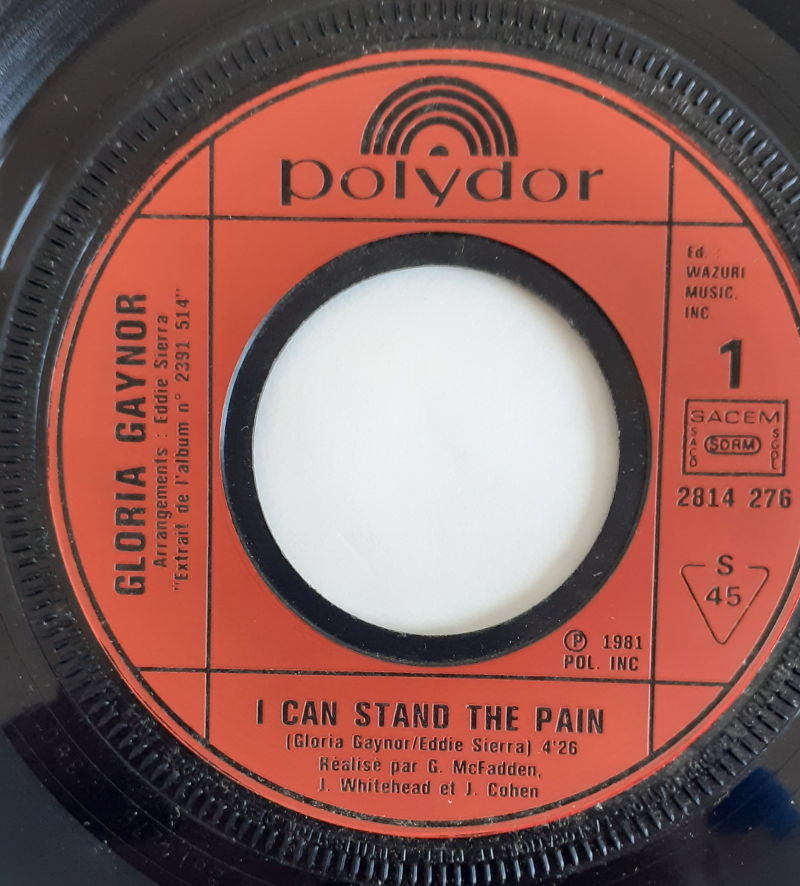 polydor
GLORIA GAYNOR
Arrangements : Eddie Sierra
"Extrait de l'album n° 2391 514"
Ed.
WAZURI
MUSIC,
INC
1
SACEM
SACD
SDRM
SGDL
2814 276
S
45
Ⓟ 1981
POL. INC
I CAN STAND THE PAIN
(Gloria Gaynor/Eddie Sierra) 4'26
Réalisé par G. McFadden,
J. Whitehead et J. Cohen